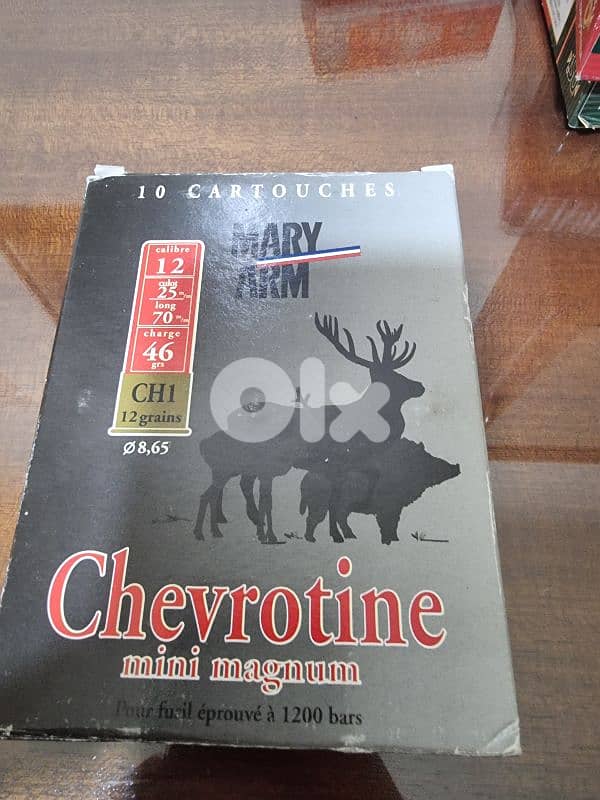 10 CARTOUCHES
MARY
ARM
calibre
12
culot
25 m/m
long
70 m/m
charge
46
grs
CH1
12 grains
Ø 8,65
olx
Chevrotine
mini magnum
Pour fusil éprouvé à 1200 bars